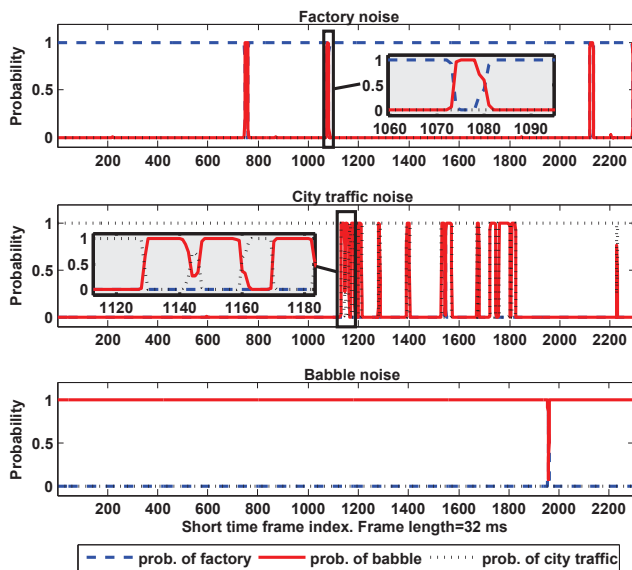 Factory noise
Probability
1
0.5
0
1
0.5
0
1060 1070 1080 1090
200 400 600 800 1000 1200 1400 1600 1800 2000 2200
City traffic noise
Probability
1
0.5
0
1
0.5
0
1120 1140 1160 1180
200 400 600 800 1000 1200 1400 1600 1800 2000 2200
Babble noise
Probability
1
0.5
0
200 400 600 800 1000 1200 1400 1600 1800 2000 2200
Short time frame index. Frame length=32 ms
prob. of factory prob. of babble prob. of city traffic